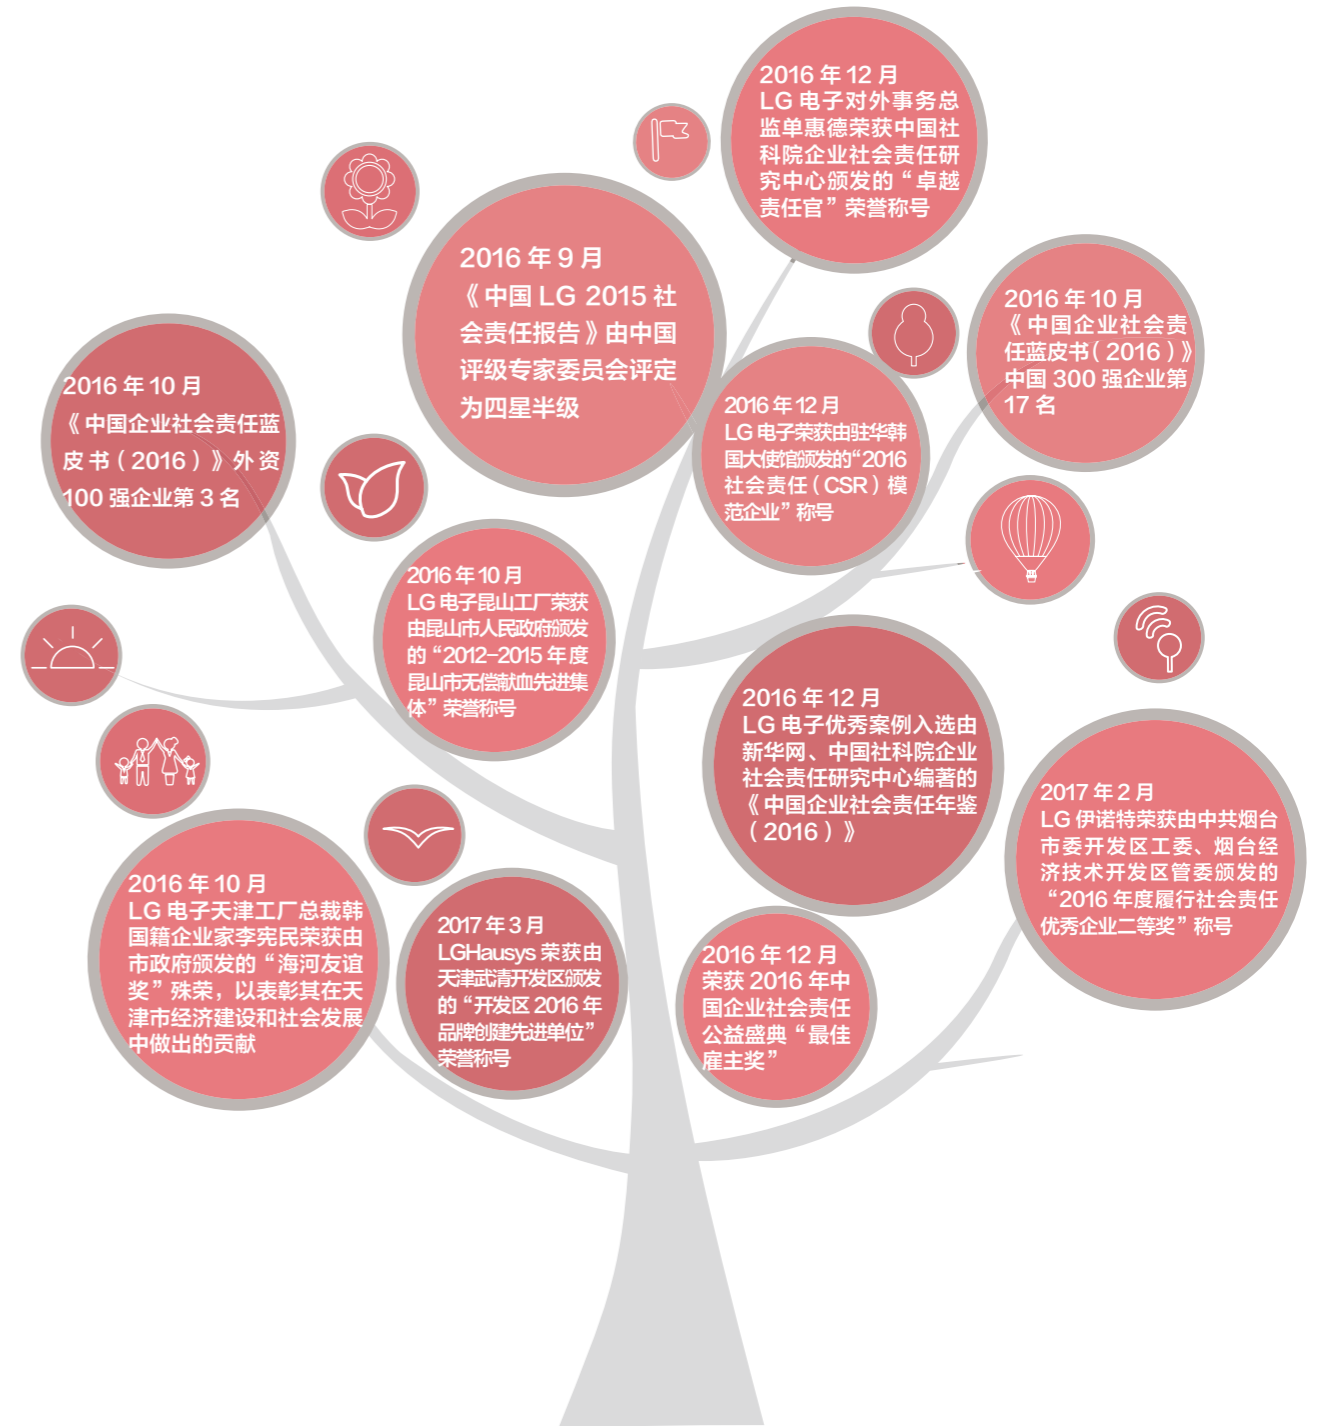 2016 年 12 月
LG 电子对外事务总
监单惠德荣获中国社
科院企业社会责任研
究中心颁发的“卓越
责任官”荣誉称号
2016 年 9 月
《中国 LG 2015 社
会责任报告》由中国
评级专家委员会评定
为四星半级
2016 年 10 月
《中国企业社会责
任蓝皮书（2016）》
中国 300 强企业第
17 名
2016 年 10 月
《中国企业社会责任蓝
皮书（2016）》外资
100 强企业第 3 名
2016 年 12 月
LG 电子荣获由驻华韩
国大使馆颁发的“2016
社会责任（CSR）模
范企业”称号
2016 年 10 月
LG 电子昆山工厂荣获
由昆山市人民政府颁发
的“2012-2015 年度
昆山市无偿献血先进集
体”荣誉称号
2016 年 12 月
LG 电子优秀案例入选由
新华网、中国社科院企业
社会责任研究中心编著的
《中国企业社会责任年鉴
（2016）》
2017 年 2 月
LG 伊诺特荣获由中共烟台
市委开发区工委、烟台经
济技术开发区管委颁发的
“2016 年度履行社会责任
优秀企业二等奖”称号
2016 年 10 月
LG 电子天津工厂总裁韩
国籍企业家李宪民荣获由
市政府颁发的“海河友谊
奖”殊荣，以表彰其在天
津市经济建设和社会发展
中做出的贡献
2017 年 3 月
LGHausys 荣获由
天津武清开发区颁发
的“开发区 2016 年
品牌创建先进单位”
荣誉称号
2016 年 12 月
荣获 2016 年中
国企业社会责任
公益盛典“最佳
雇主奖”